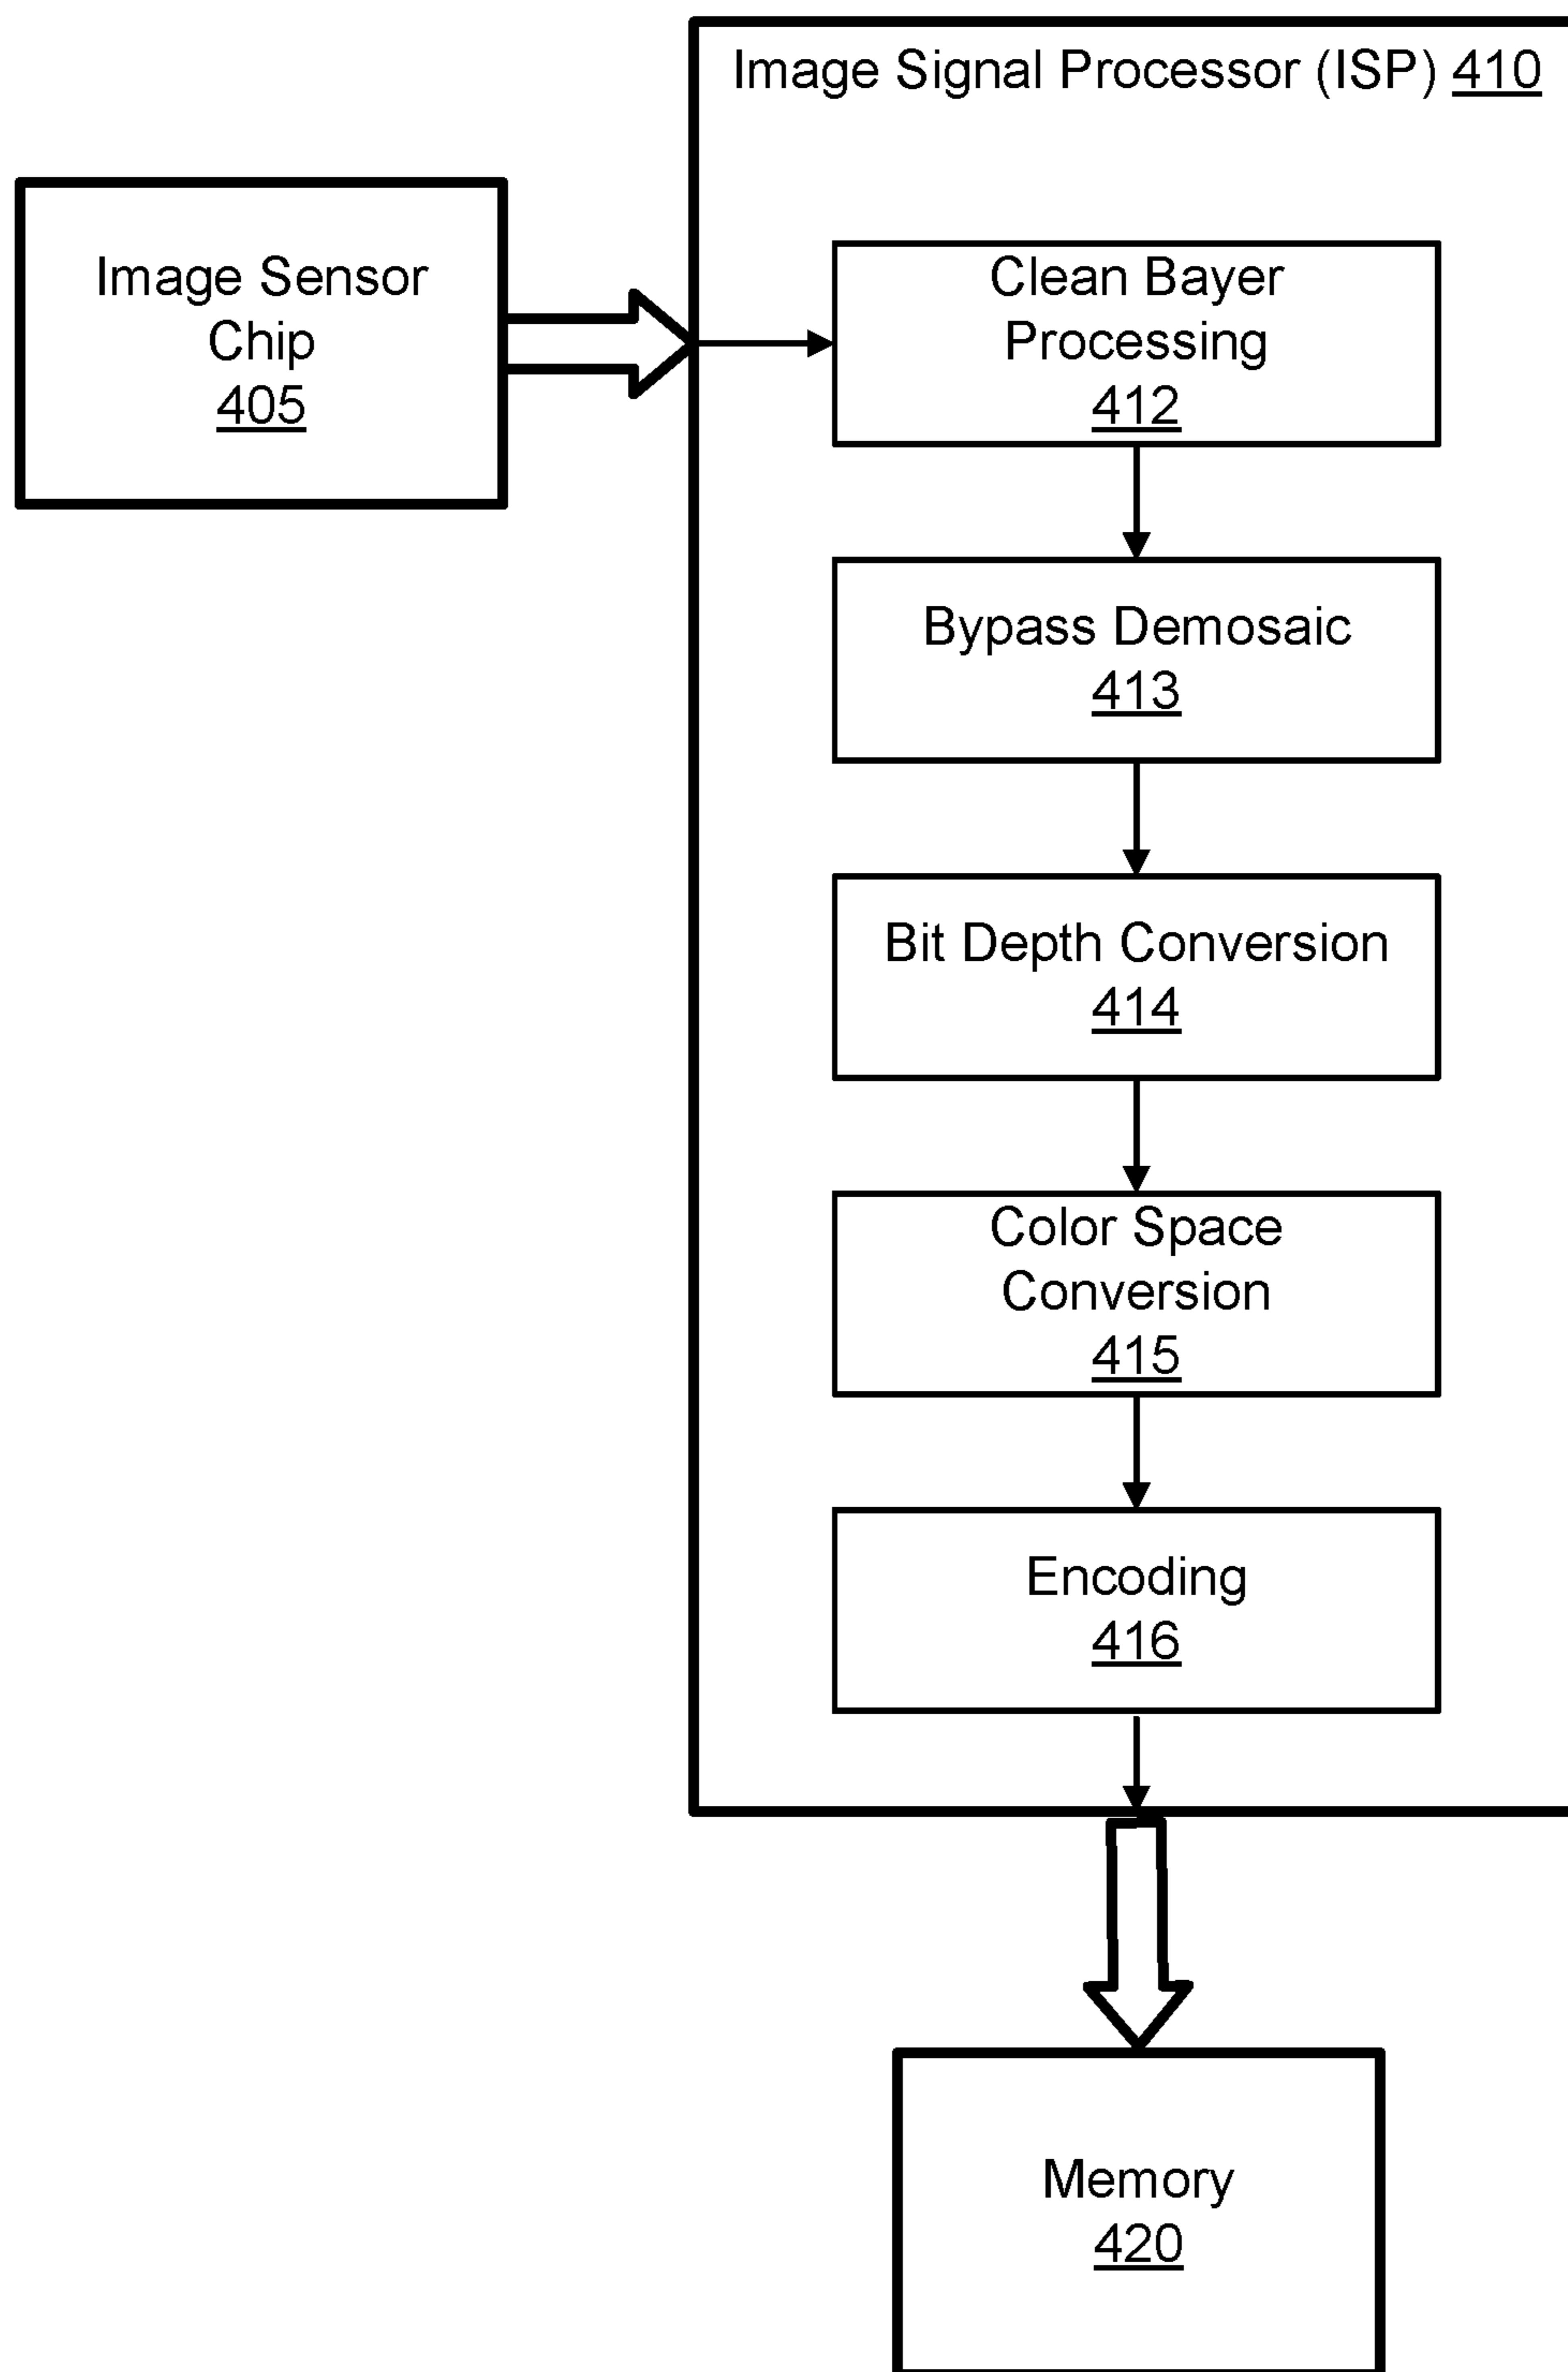 Image Signal Processor (ISP) 410
Image Sensor
Chip
405
Clean Bayer
Processing
412
Bypass Demosaic
413
Bit Depth Conversion
414
Color Space
Conversion
415
Encoding
416
Memory
420